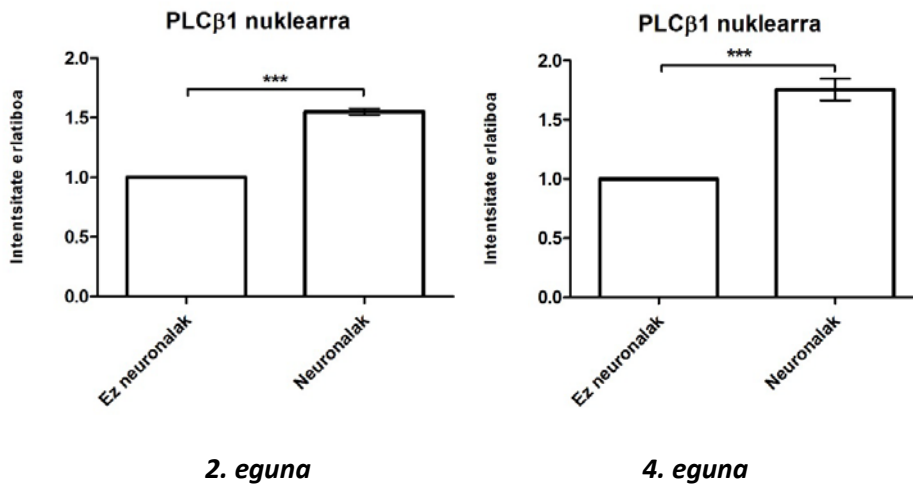 PLCβ1 nuklearra
Intentsitate erlatiboa
2.0
1.5
1.0
0.5
0.0
***
Ez neuronalak
Neuronalak
2. eguna
PLCβ1 nuklearra
Intentsitate erlatiboa
2.0
1.5
1.0
0.5
0.0
***
Ez neuronalak
Neuronalak
4. eguna